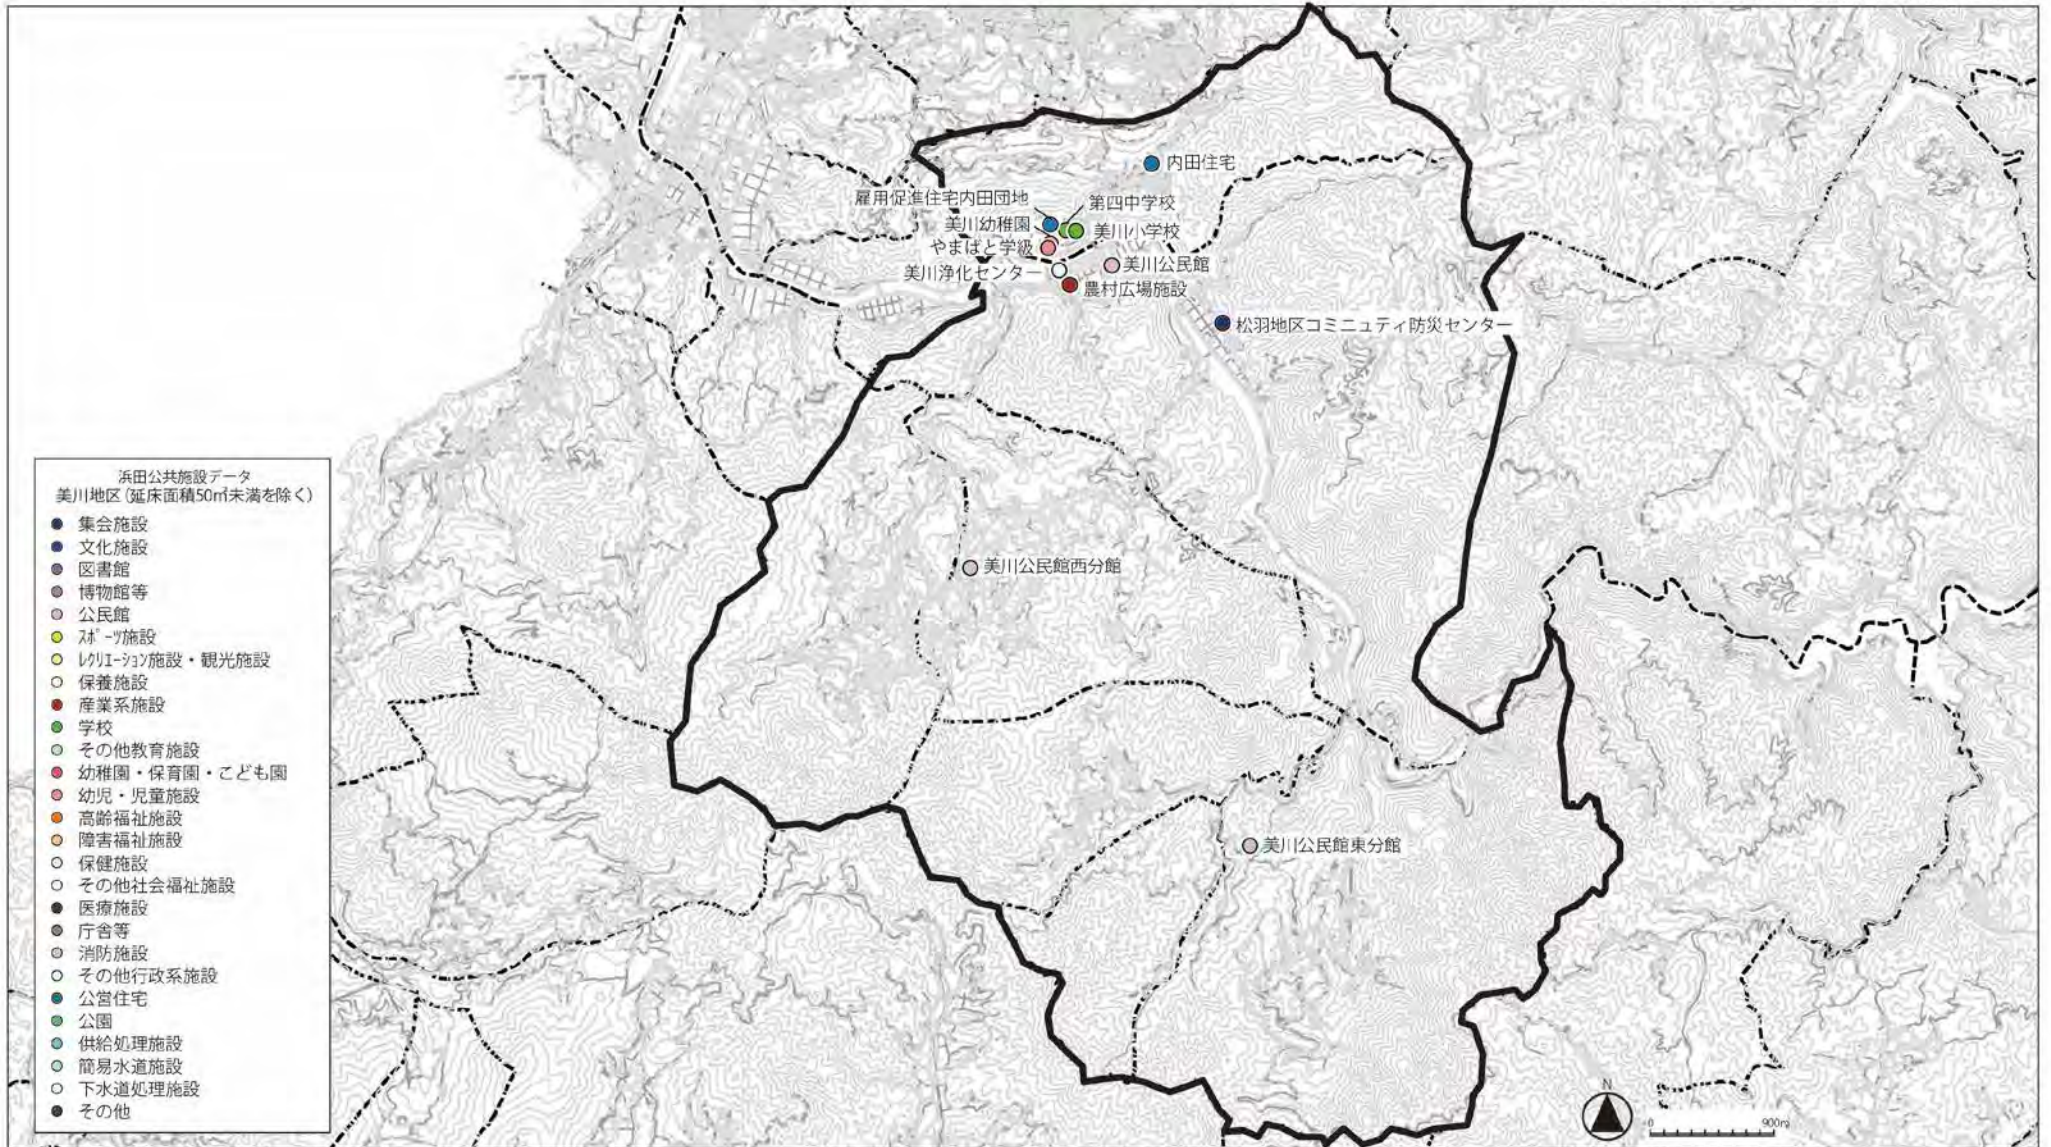 内田住宅
雇用促進住宅内田団地
第四中学校
美川幼稚園
美川小学校
やまばと学級
美川公民館
美川浄化センター
農村広場施設
松羽地区コミニュティ防災センター
美川公民館西分館
美川公民館東分館
浜田公共施設データ
美川地区(延床面積50㎡未満を除く)
集会施設
文化施設
図書館
博物館等
公民館
ｽﾎﾟｰﾂ施設
ﾚｸﾘｴｰｼｮﾝ施設・観光施設
保養施設
産業系施設
学校
その他教育施設
幼稚園・保育園・こども園
幼児・児童施設
高齢福祉施設
障害福祉施設
保健施設
その他社会福祉施設
医療施設
庁舎等
消防施設
その他行政系施設
公営住宅
公園
供給処理施設
簡易水道施設
下水道処理施設
その他
N
0 900m